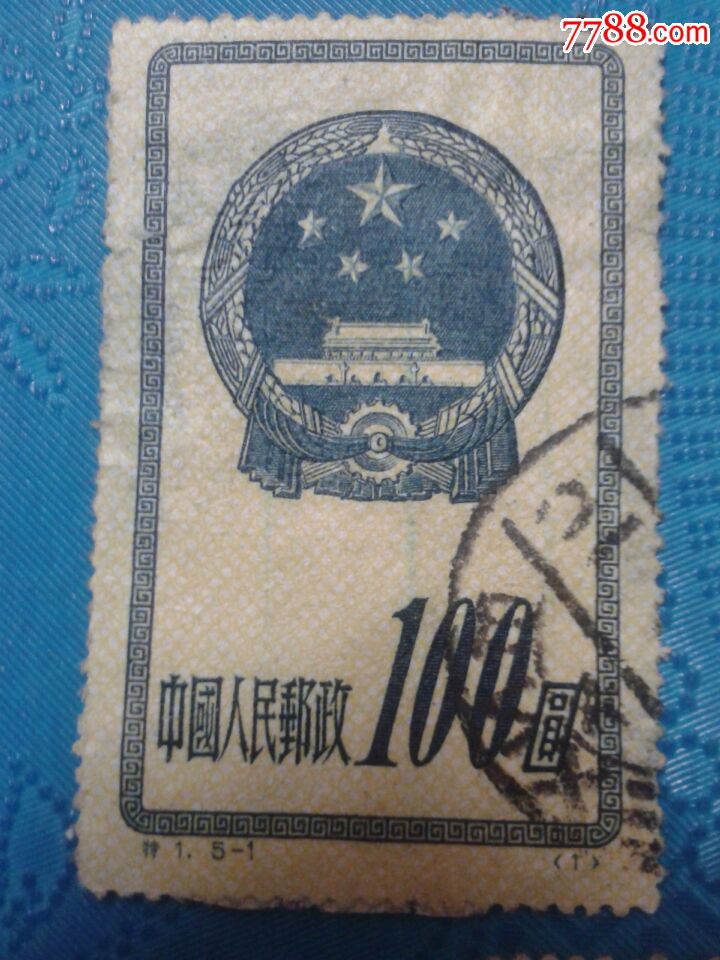 7788.com
中國人民郵政 100 圓
特 1. 5-1 〈1〉